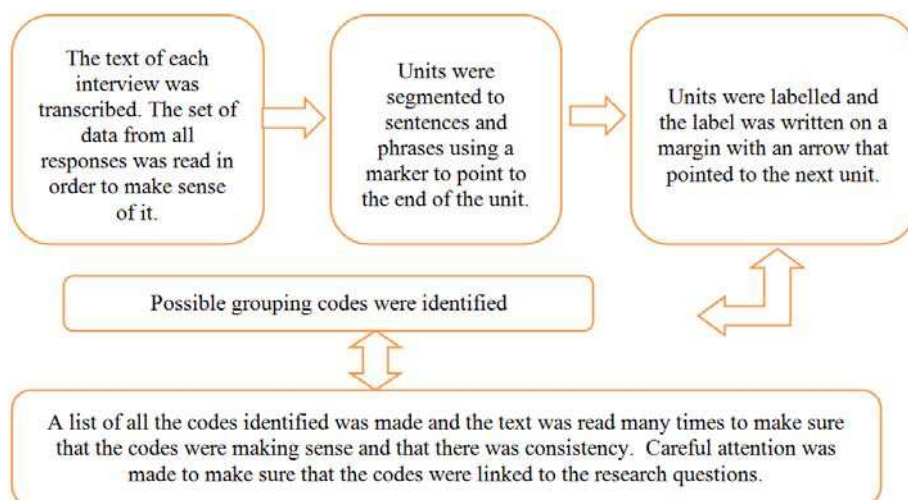 The text of each
interview was
transcribed. The set of
data from all
responses was read in
order to make sense
of it.
Units were
segmented to
sentences and
phrases using a
marker to point to
the end of the unit.
Units were labelled and
the label was written on a
margin with an arrow that
pointed to the next unit.
Possible grouping codes were identified
A list of all the codes identified was made and the text was read many times to make sure
that the codes were making sense and that there was consistency. Careful attention was
made to make sure that the codes were linked to the research questions.